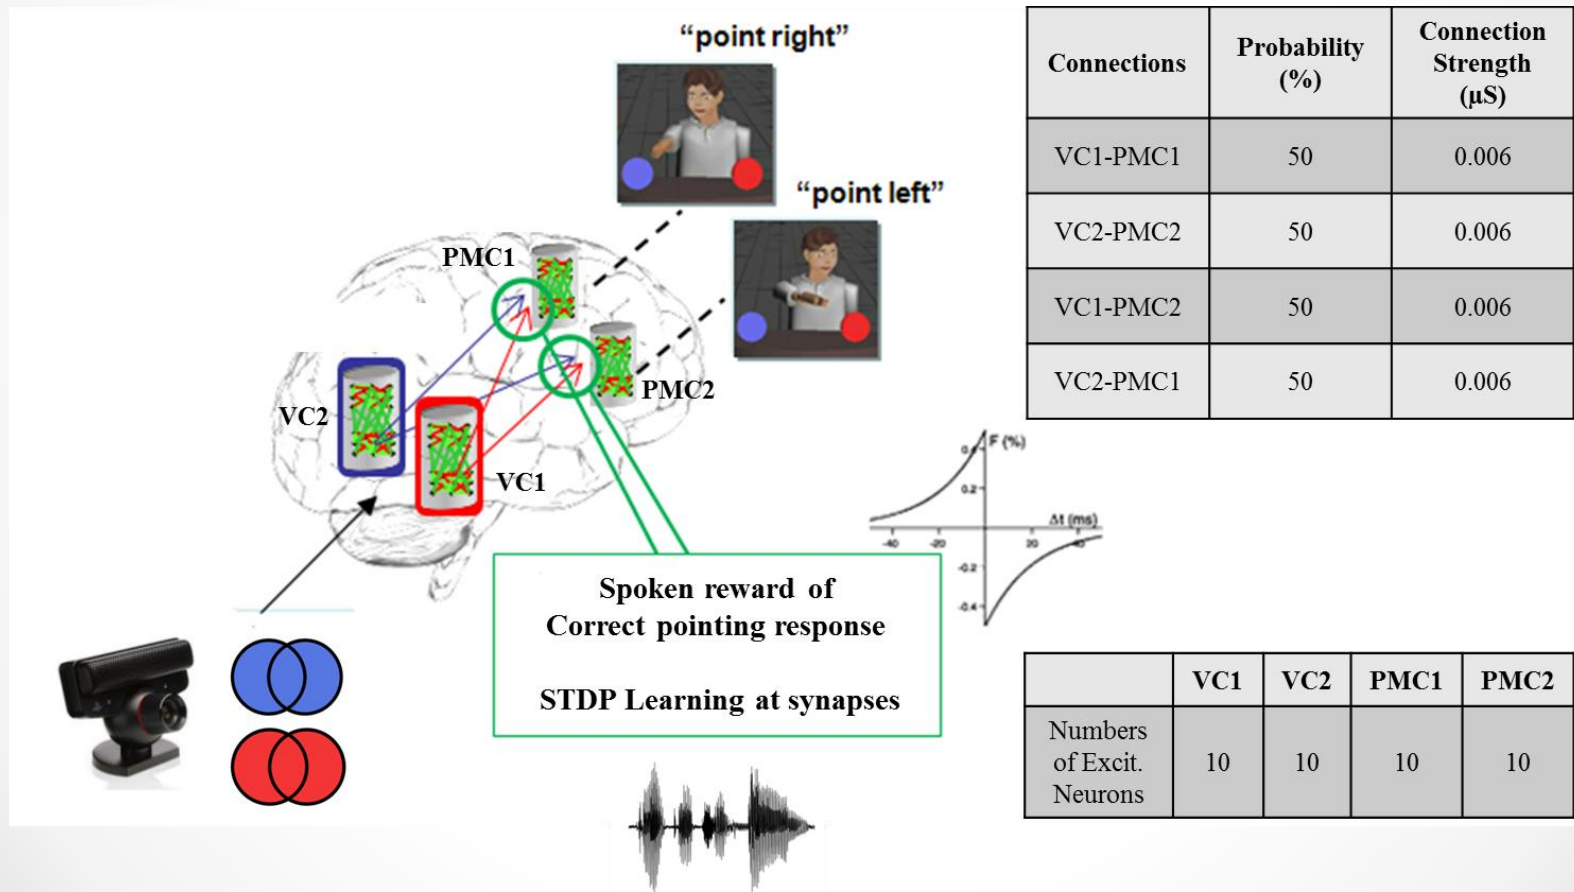 “point right”
“point left”
PMC1
PMC2
VC2
VC1
Spoken reward of
Correct pointing response
STDP Learning at synapses
Connections
Probability
(%)
Connection
Strength
(µS)
VC1-PMC1
50
0.006
VC2-PMC2
50
0.006
VC1-PMC2
50
0.006
VC2-PMC1
50
0.006
F (%)
0.4
0.2
Δt (ms)
-40
-20
20
40
-0.2
-0.4
VC1
VC2
PMC1
PMC2
Numbers
of Excit.
Neurons
10
10
10
10